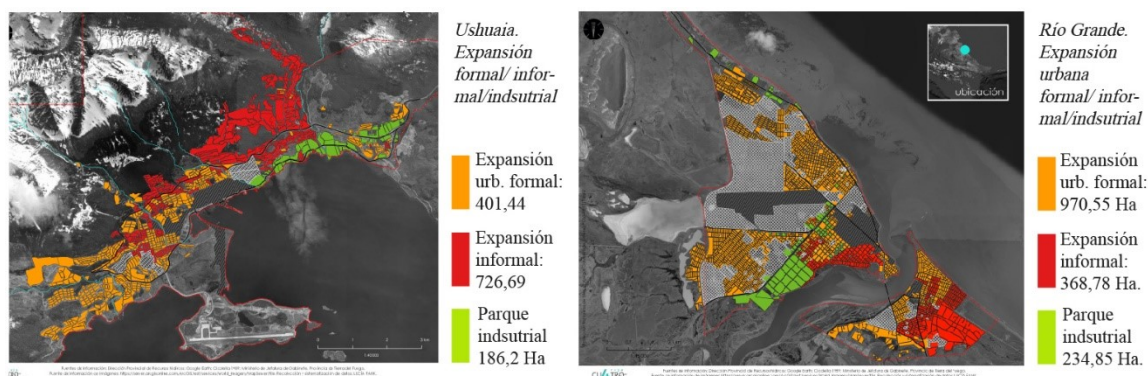 Ushuaia.
Expansión
formal/ infor-
mal/indsutrial
Expansión
urb. formal:
401,44
Expansión
informal:
726,69
Parque
indsutrial
186,2 Ha
ubicación
Río Grande.
Expansión
urbana
formal/ infor-
mal/indsutrial
Expansión
urb. formal:
970,55 Ha
Expansión
informal:
368,78 Ha.
Parque
indsutrial
234,85 Ha